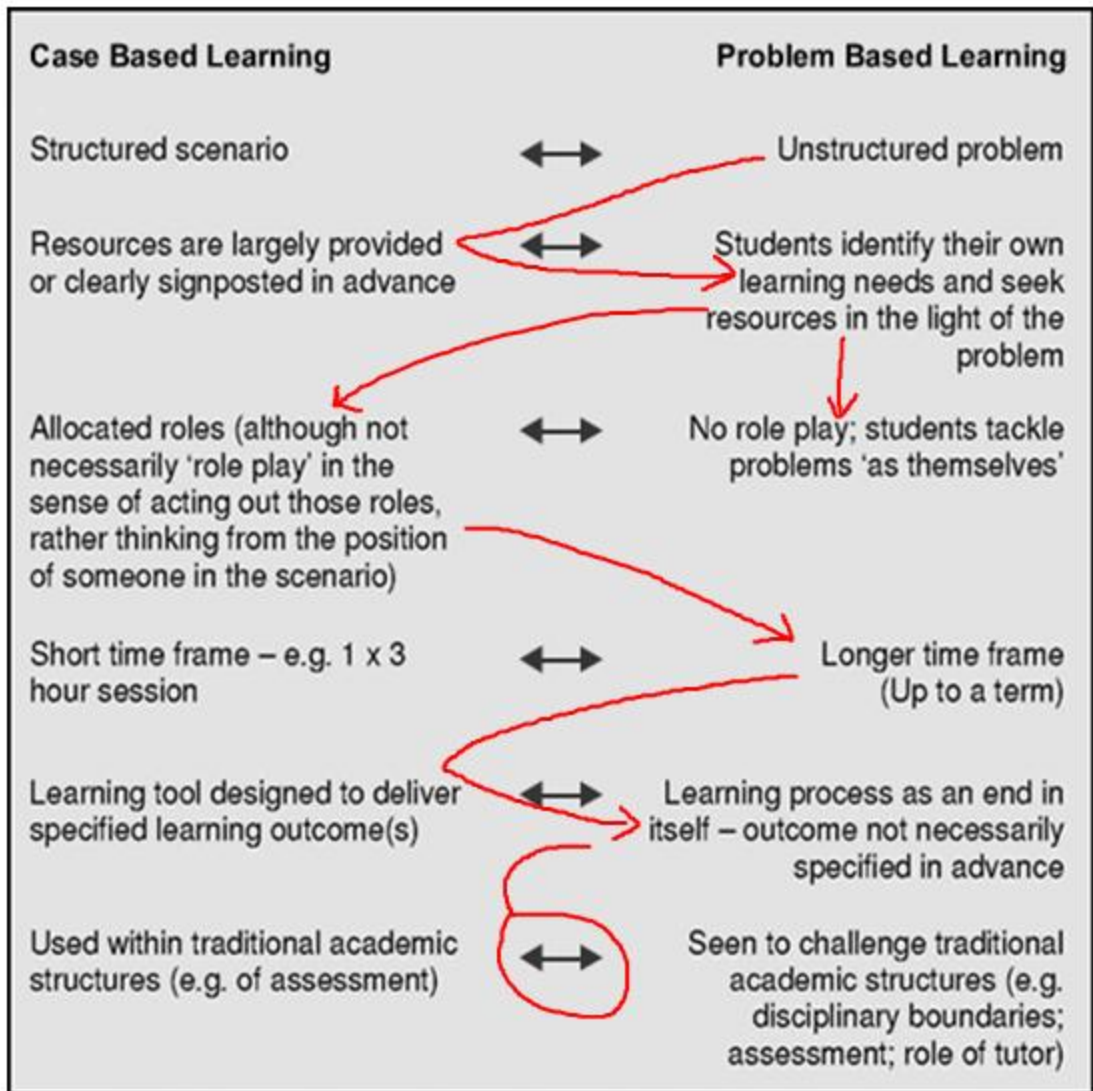 Case Based Learning
Problem Based Learning
Structured scenario
Unstructured problem
Resources are largely provided
or clearly signposted in advance
Students identify their own
learning needs and seek
resources in the light of the
problem
Allocated roles (although not
necessarily ‘role play’ in the
sense of acting out those roles,
rather thinking from the position
of someone in the scenario)
No role play; students tackle
problems ‘as themselves’
Short time frame – e.g. 1 x 3
hour session
Longer time frame
(Up to a term)
Learning tool designed to deliver
specified learning outcome(s)
Learning process as an end in
itself – outcome not necessarily
specified in advance
Used within traditional academic
structures (e.g. of assessment)
Seen to challenge traditional
academic structures (e.g.
disciplinary boundaries;
assessment; role of tutor)